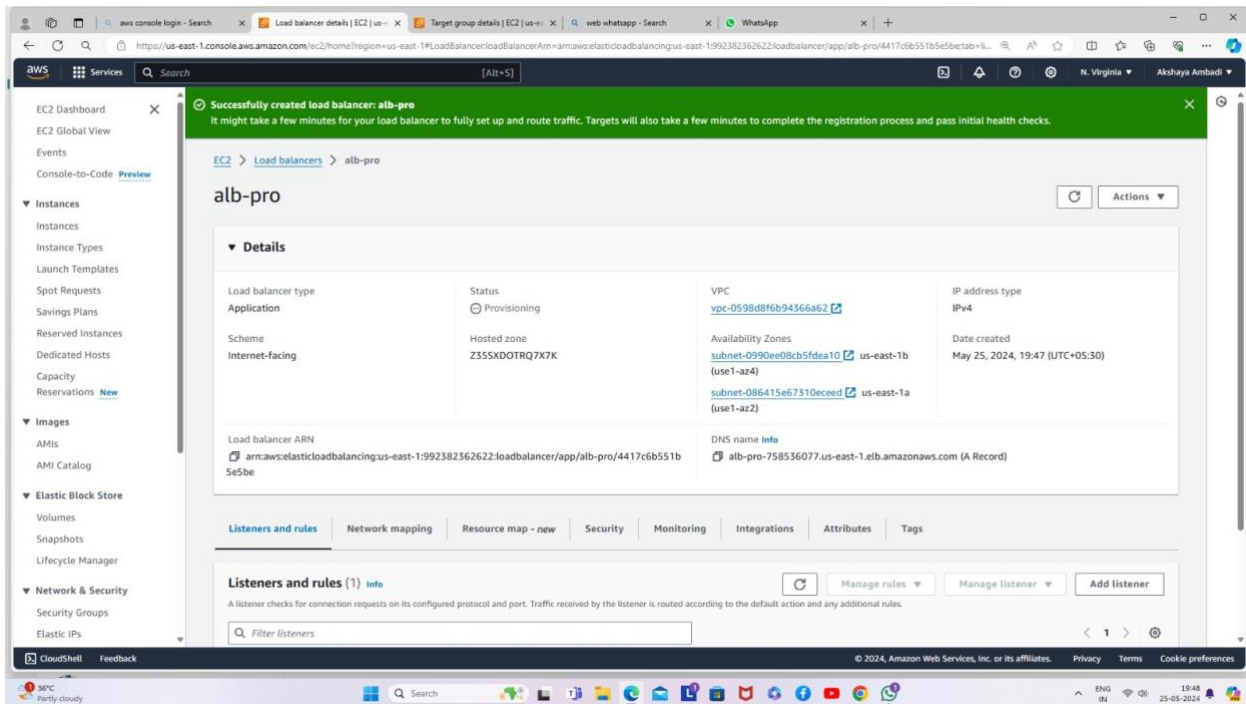 aws console login - Search
Load balancer details | EC2 | us-e
Target group details | EC2 | us-ea
web whatsapp - Search
WhatsApp
https://us-east-1.console.aws.amazon.com/ec2/home?region=us-east-1#LoadBalancer:loadBalancerArn=arn:aws:elasticloadbalancing:us-east-1:992382362622:loadbalancer/app/alb-pro/4417c6b551b5e5be;tab=li...
aws Services Search [Alt+S] N. Virginia Akshaya Ambadi
EC2 Dashboard
EC2 Global View
Events
Console-to-Code Preview
Instances
Instances
Instance Types
Launch Templates
Spot Requests
Savings Plans
Reserved Instances
Dedicated Hosts
Capacity
Reservations New
Images
AMIs
AMI Catalog
Elastic Block Store
Volumes
Snapshots
Lifecycle Manager
Network & Security
Security Groups
Elastic IPs
Successfully created load balancer: alb-pro
It might take a few minutes for your load balancer to fully set up and route traffic. Targets will also take a few minutes to complete the registration process and pass initial health checks.
EC2 > Load balancers > alb-pro
alb-pro
Actions
Details
Load balancer type
Application
Status
Provisioning
VPC
vpc-0598d8f6b94366a62
IP address type
IPv4
Scheme
Internet-facing
Hosted zone
Z35SXDOTRQ7X7K
Availability Zones
subnet-0990ee08cb5fdea10 us-east-1b
(use1-az4)
subnet-086415e67310eceed us-east-1a
(use1-az2)
Date created
May 25, 2024, 19:47 (UTC+05:30)
Load balancer ARN
arn:aws:elasticloadbalancing:us-east-1:992382362622:loadbalancer/app/alb-pro/4417c6b551b
5e5be
DNS name Info
alb-pro-758536077.us-east-1.elb.amazonaws.com (A Record)
Listeners and rules Network mapping Resource map - new Security Monitoring Integrations Attributes Tags
Listeners and rules (1) Info
Manage rules Manage listener Add listener
A listener checks for connection requests on its configured protocol and port. Traffic received by the listener is routed according to the default action and any additional rules.
Filter listeners
1
CloudShell Feedback © 2024, Amazon Web Services, Inc. or its affiliates. Privacy Terms Cookie preferences
36°C
Partly cloudy
Search
ENG
IN
19:48
25-05-2024